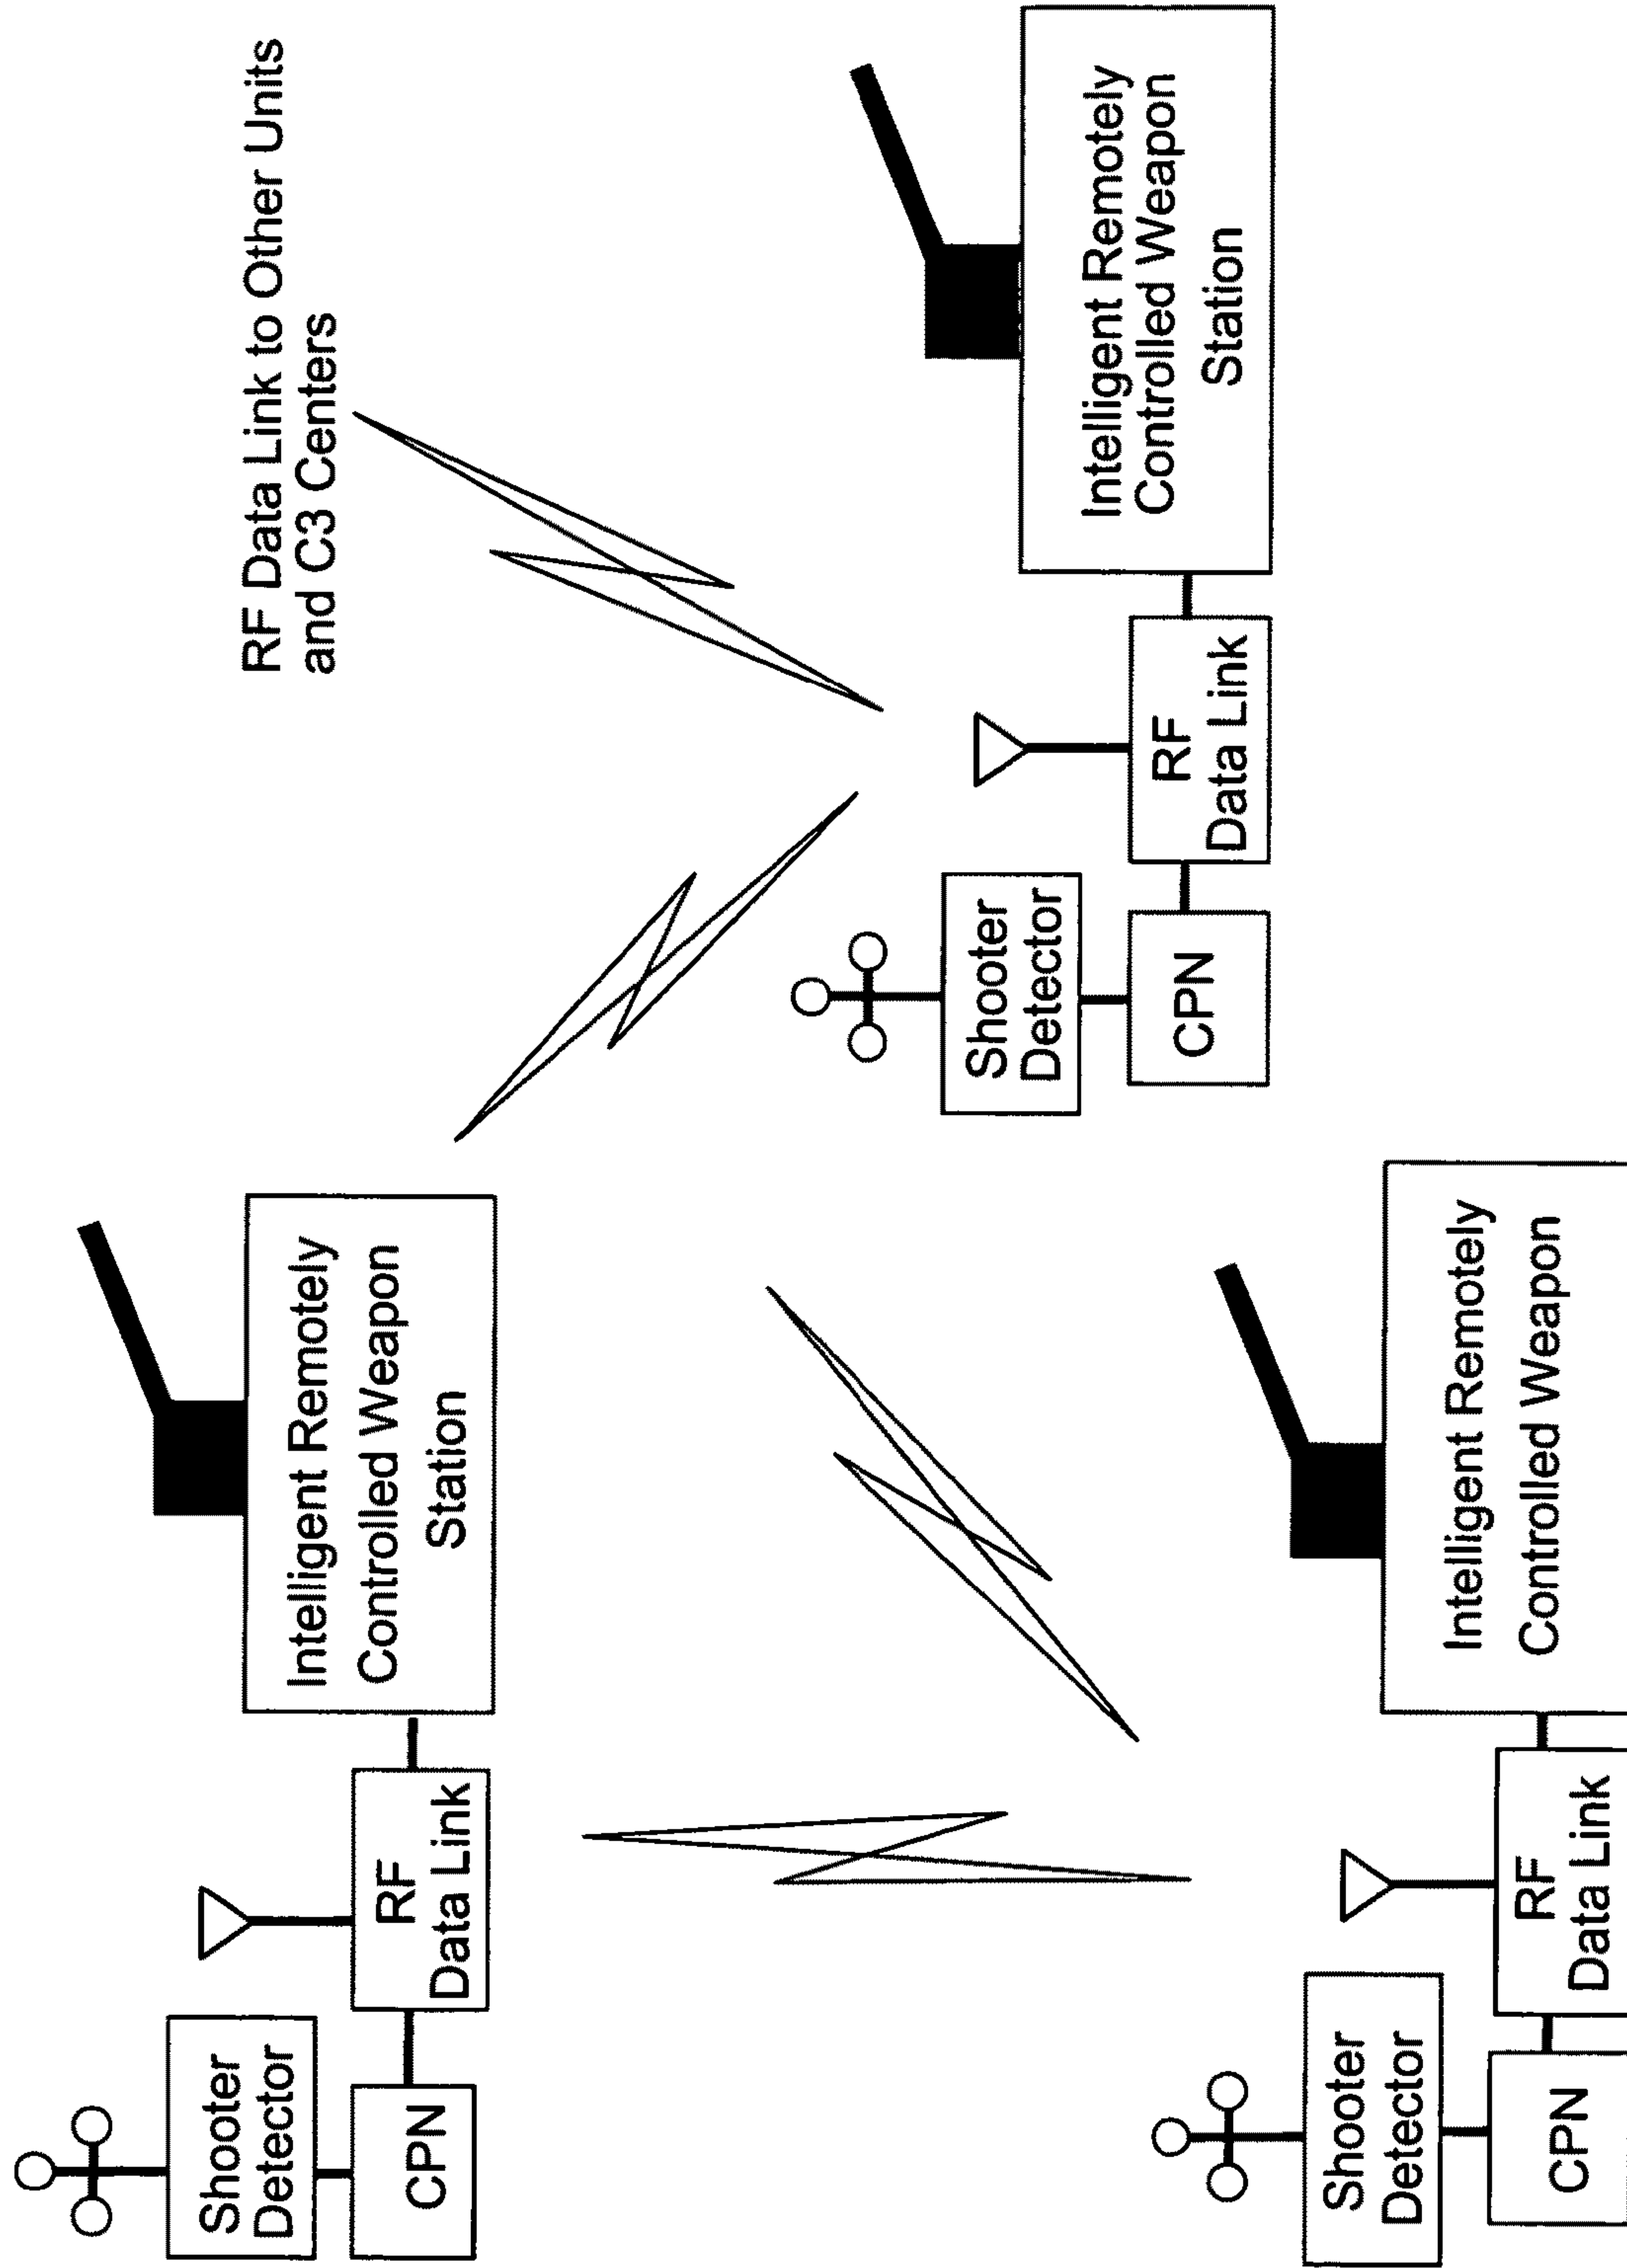 Shooter
Detector
CPN
RF
Data Link
Intelligent Remotely
Controlled Weapon
Station
RF Data Link to Other Units
and C3 Centers
Shooter
Detector
CPN
RF
Data Link
Intelligent Remotely
Controlled Weapon
Station
Shooter
Detector
CPN
RF
Data Link
Intelligent Remotely
Controlled Weapon